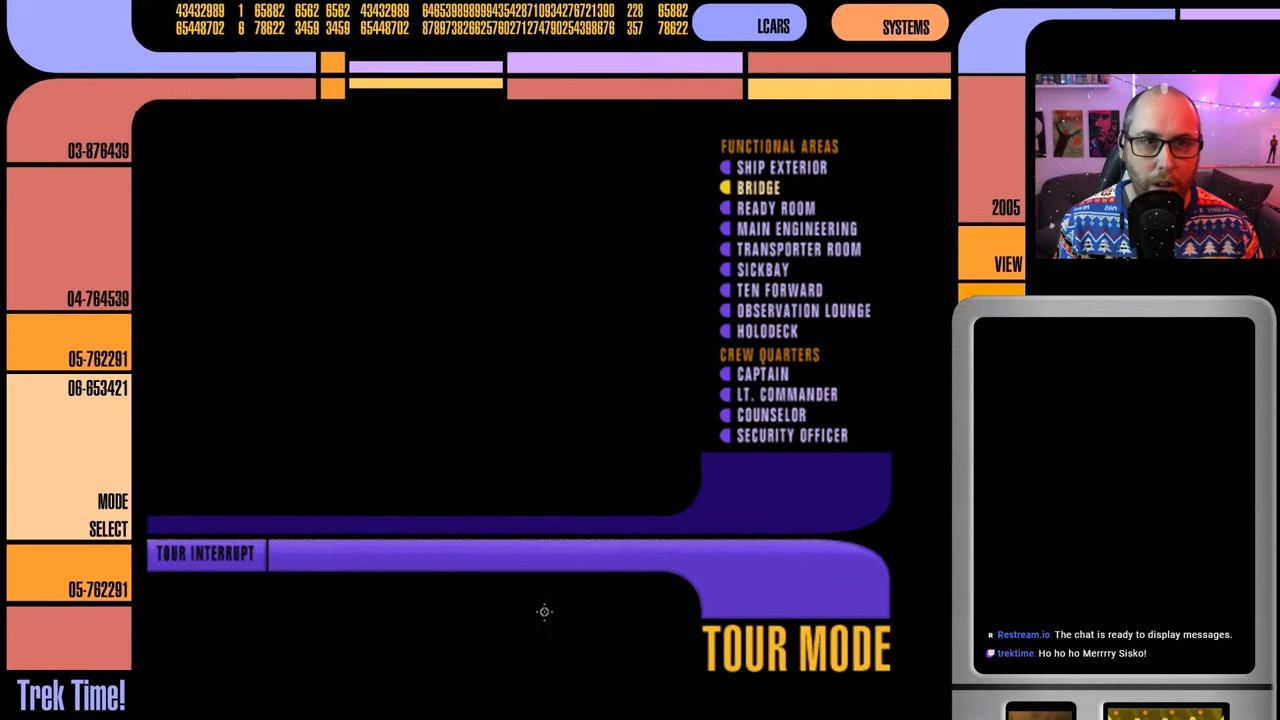 43432989 1 65882 6562 6562 43432989 64653989899435428710934276721390 228 65882
65448702 6 78622 3459 3459 65448702 878973826625760271274790254398676 357 78622
LCARS
SYSTEMS
03-876439
04-764539
05-762291
06-653421
MODE
SELECT
05-762291
Trek Time!
FUNCTIONAL AREAS
SHIP EXTERIOR
BRIDGE
READY ROOM
MAIN ENGINEERING
TRANSPORTER ROOM
SICKBAY
TEN FORWARD
OBSERVATION LOUNGE
HOLODECK
CREW QUARTERS
CAPTAIN
LT. COMMANDER
COUNSELOR
SECURITY OFFICER
TOUR INTERRUPT
TOUR MODE
2005
VIEW
Restream.io: The chat is ready to display messages.
trektime: Ho ho ho Merrrry Sisko!